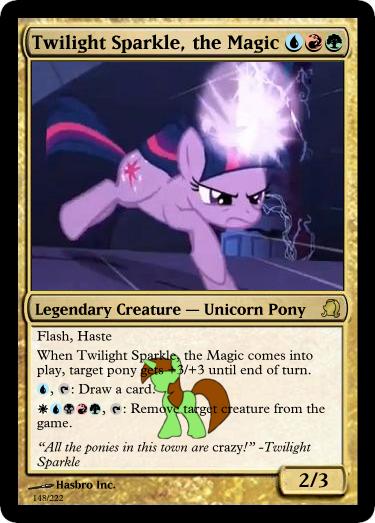 Twilight Sparkle, the Magic
Legendary Creature — Unicorn Pony
Flash, Haste
When Twilight Sparkle, the Magic comes into
play, target pony gets +3/+3 until end of turn.
, : Draw a card.
, : Remove target creature from the
game.
“All the ponies in this town are crazy!” -Twilight
Sparkle
Hasbro Inc.
2/3
148/222